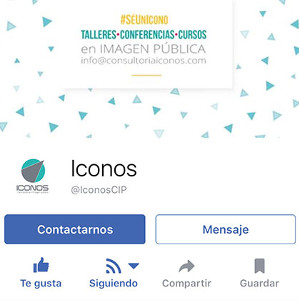 #SÉUNÍCONO
TALLERES•CONFERENCIAS•CURSOS
en IMAGEN PÚBLICA
info@consultoriaiconos.com
ICONOS
Iconos
@IconosCIP
Contactarnos
Mensaje
Te gusta
Siguiendo
Compartir
Guardar